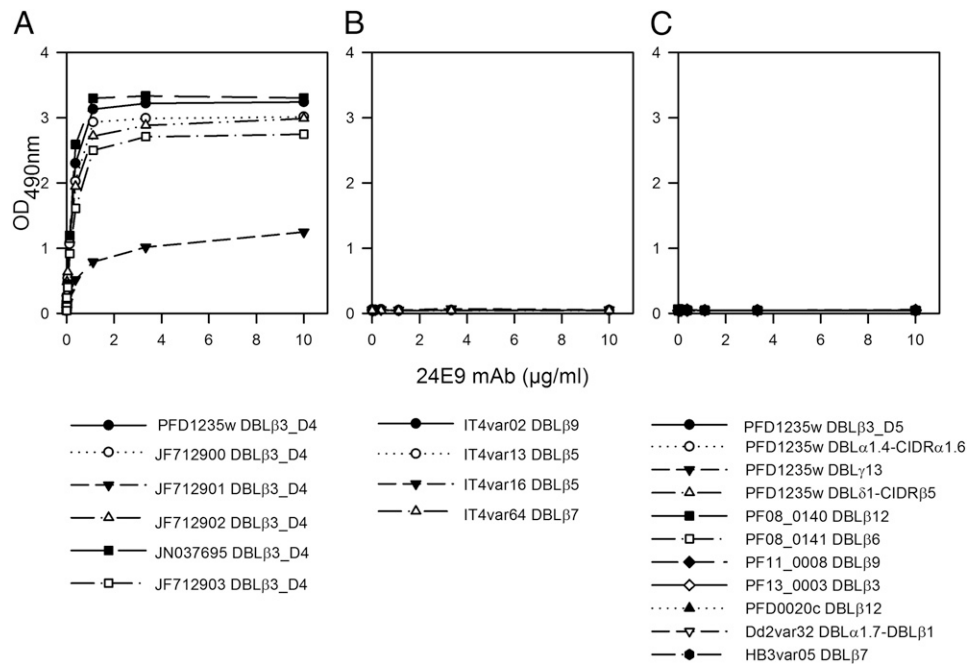 A
B
C
4
3
2
1
0
0 2 4 6 8 10
OD490nm
4
3
2
1
0
0 2 4 6 8 10
4
3
2
1
0
0 2 4 6 8 10
24E9 mAb (µg/ml)
PFD1235w DBLβ3_D4
JF712900 DBLβ3_D4
JF712901 DBLβ3_D4
JF712902 DBLβ3_D4
JN037695 DBLβ3_D4
JF712903 DBLβ3_D4
IT4var02 DBLβ9
IT4var13 DBLβ5
IT4var16 DBLβ5
IT4var64 DBLβ7
PFD1235w DBLβ3_D5
PFD1235w DBLα1.4-CIDRα1.6
PFD1235w DBLγ13
PFD1235w DBLδ1-CIDRβ5
PF08_0140 DBLβ12
PF08_0141 DBLβ6
PF11_0008 DBLβ9
PF13_0003 DBLβ3
PFD0020c DBLβ12
Dd2var32 DBLα1.7-DBLβ1
HB3var05 DBLβ7